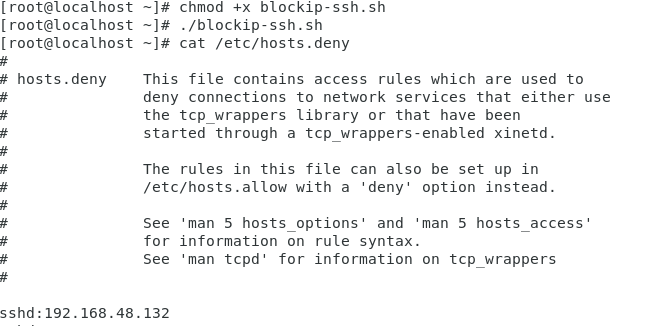 [root@localhost ~]# chmod +x blockip-ssh.sh
[root@localhost ~]# ./blockip-ssh.sh
[root@localhost ~]# cat /etc/hosts.deny
#
# hosts.deny    This file contains access rules which are used to
#               deny connections to network services that either use
#               the tcp_wrappers library or that have been
#               started through a tcp_wrappers-enabled xinetd.
#
#               The rules in this file can also be set up in
#               /etc/hosts.allow with a 'deny' option instead.
#
#               See 'man 5 hosts_options' and 'man 5 hosts_access'
#               for information on rule syntax.
#               See 'man tcpd' for information on tcp_wrappers
#
sshd:192.168.48.132